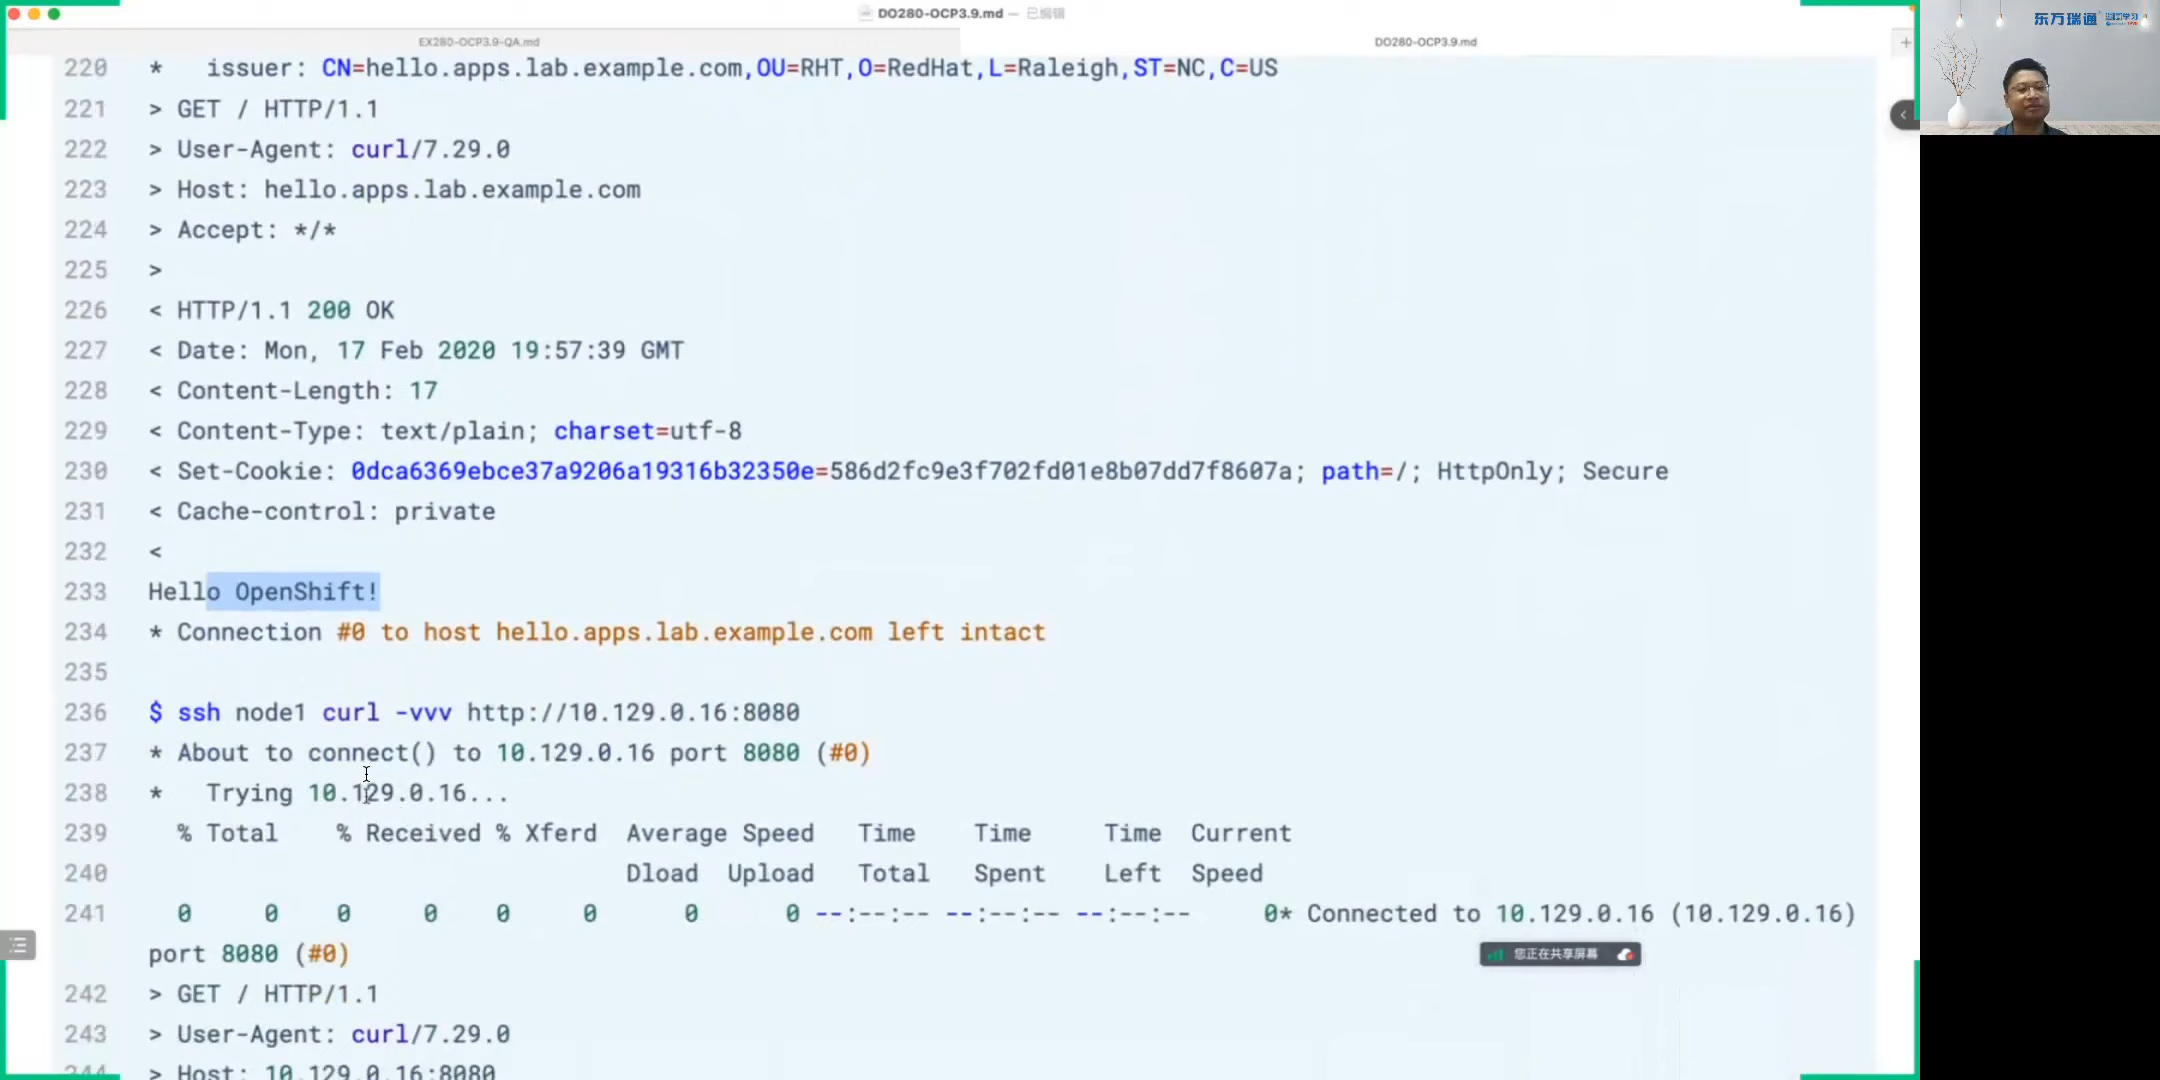 DO280-OCP3.9.md — 已编辑
EX280-OCP3.9-QA.md
DO280-OCP3.9.md
东方瑞通
220 * issuer: CN=hello.apps.lab.example.com,OU=RHT,O=RedHat,L=Raleigh,ST=NC,C=US
221 > GET / HTTP/1.1
222 > User-Agent: curl/7.29.0
223 > Host: hello.apps.lab.example.com
224 > Accept: */*
225 >
226 < HTTP/1.1 200 OK
227 < Date: Mon, 17 Feb 2020 19:57:39 GMT
228 < Content-Length: 17
229 < Content-Type: text/plain; charset=utf-8
230 < Set-Cookie: 0dca6369ebce37a9206a19316b32350e=586d2fc9e3f702fd01e8b07dd7f8607a; path=/; HttpOnly; Secure
231 < Cache-control: private
232 <
233 Hello OpenShift!
234 * Connection #0 to host hello.apps.lab.example.com left intact
235
236 $ ssh node1 curl -vvv http://10.129.0.16:8080
237 * About to connect() to 10.129.0.16 port 8080 (#0)
238 * Trying 10.129.0.16...
239 % Total % Received % Xferd Average Speed Time Time Time Current
240 Dload Upload Total Spent Left Speed
241 0 0 0 0 0 0 0 0 --:--:-- --:--:-- --:--:-- 0* Connected to 10.129.0.16 (10.129.0.16)
port 8080 (#0)
您正在共享屏幕
242 > GET / HTTP/1.1
243 > User-Agent: curl/7.29.0
244 > Host: 10.129.0.16:8080